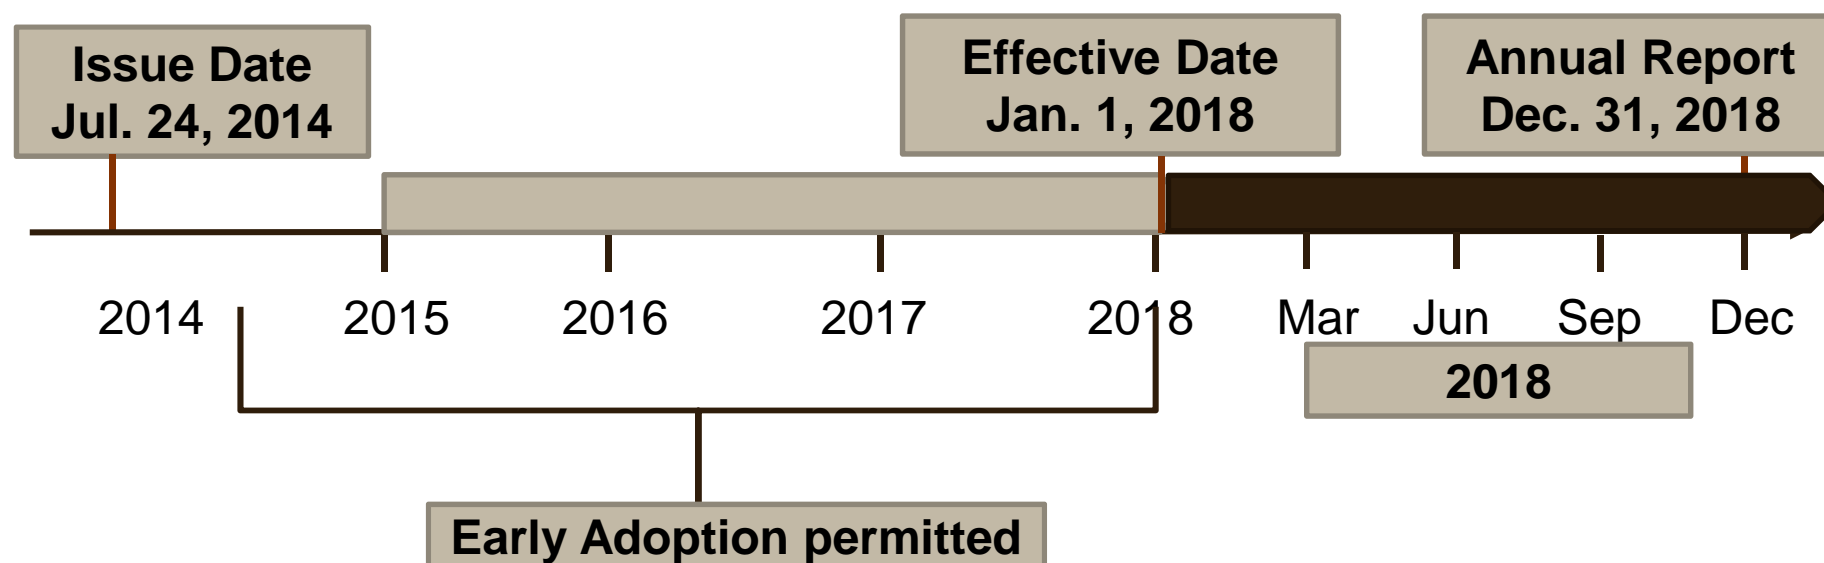 Issue Date
Jul. 24, 2014
Effective Date
Jan. 1, 2018
Annual Report
Dec. 31, 2018
2014 2015 2016 2017 2018 Mar Jun Sep Dec
2018
Early Adoption permitted